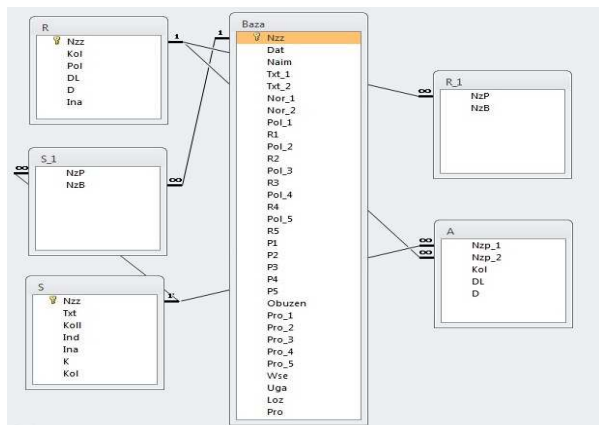 R
Nzz
Kol
Pol
DL
D
Ina
1
S_1
NzP
NzB
∞
∞
S
Nzz
Txt
Koll
Ind
Ina
K
Kol
1
Baza
Nzz
Dat
Naim
Txt_1
Txt_2
Nor_1
Nor_2
Pol_1
R1
Pol_2
R2
Pol_3
R3
Pol_4
R4
Pol_5
R5
P1
P2
P3
P4
P5
Obuzen
Pro_1
Pro_2
Pro_3
Pro_4
Pro_5
Wse
Uga
Loz
Pro
R_1
NzP
NzB
∞
A
Nzp_1
Nzp_2
Kol
DL
D
∞
∞